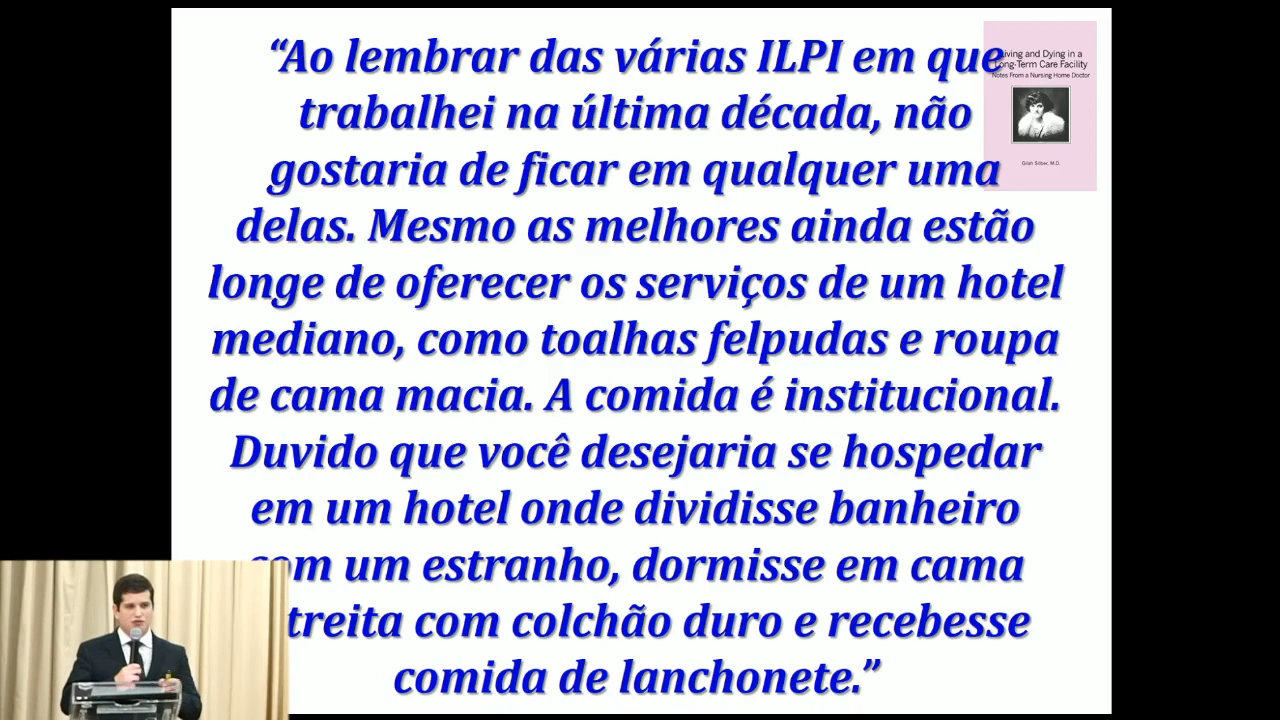 “Ao lembrar das várias ILPI em que
trabalhei na última década, não
gostaria de ficar em qualquer uma
delas. Mesmo as melhores ainda estão
longe de oferecer os serviços de um hotel
mediano, como toalhas felpudas e roupa
de cama macia. A comida é institucional.
Duvido que você desejaria se hospedar
em um hotel onde dividisse banheiro
com um estranho, dormisse em cama
treita com colchão duro e recebesse
comida de lanchonete.”
Living and Dying in a
Long-Term Care Facility
Notes From a Nursing Home Doctor
Silber, M.D.